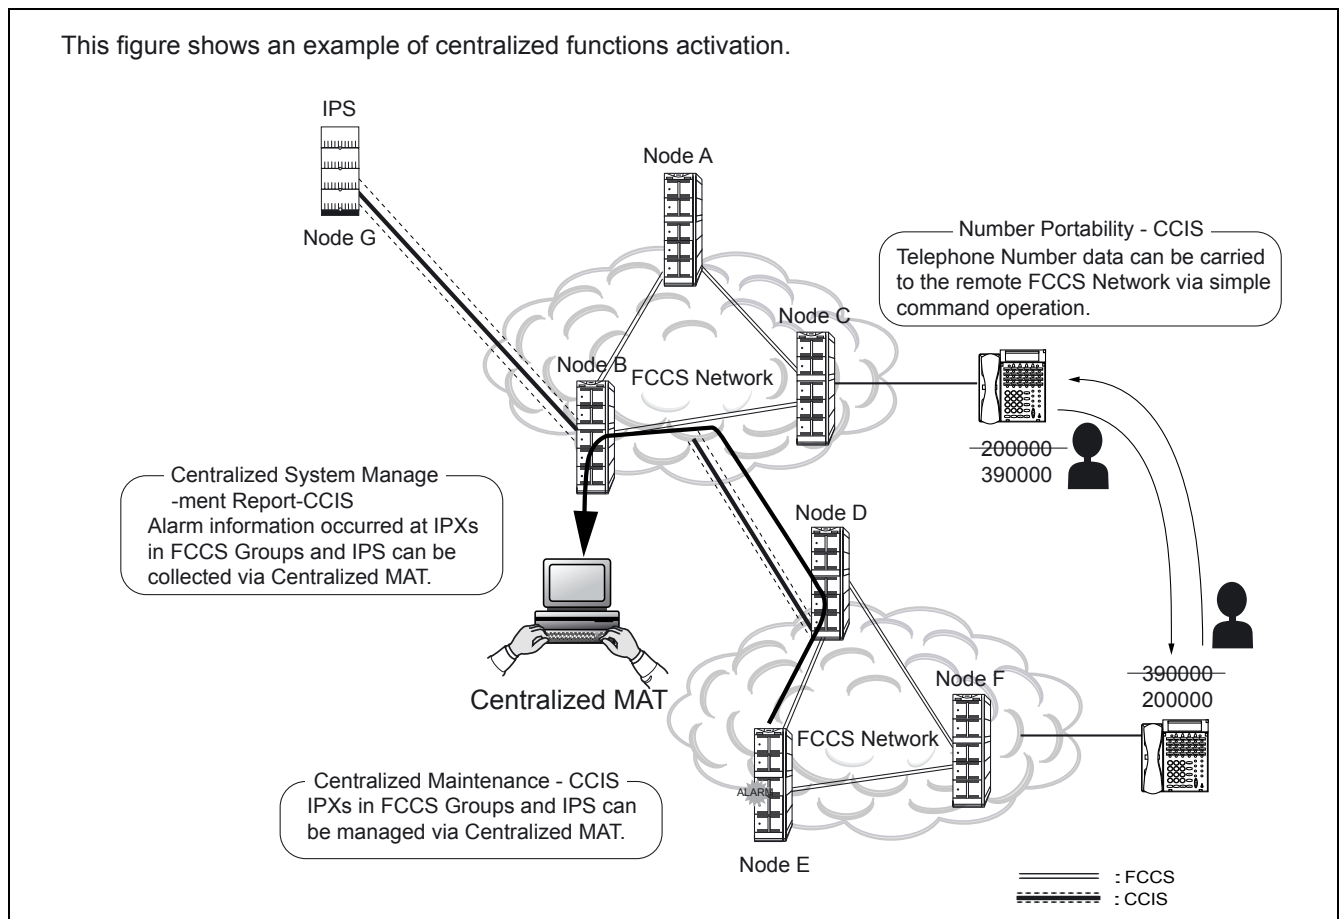 This figure shows an example of centralized functions activation.
IPS
Node G
Node A
Number Portability - CCIS
Telephone Number data can be carried
to the remote FCCS Network via simple
command operation.
Node C
Node B
FCCS Network
200000
390000
Centralized System Manage
-ment Report-CCIS
Alarm information occurred at IPXs
in FCCS Groups and IPS can be
collected via Centralized MAT.
Node D
Centralized MAT
390000
200000
Node F
FCCS Network
ALARM
Centralized Maintenance - CCIS
IPXs in FCCS Groups and IPS can
be managed via Centralized MAT.
Node E
: FCCS
: CCIS